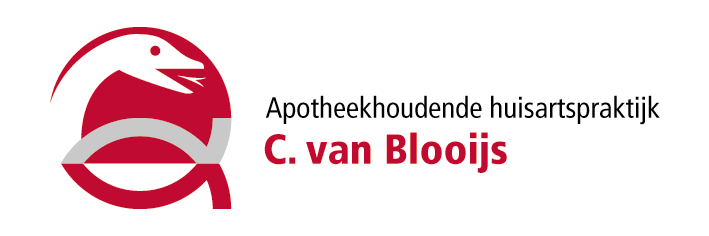 Apotheekhoudende huisartspraktijk
C. van Blooijs